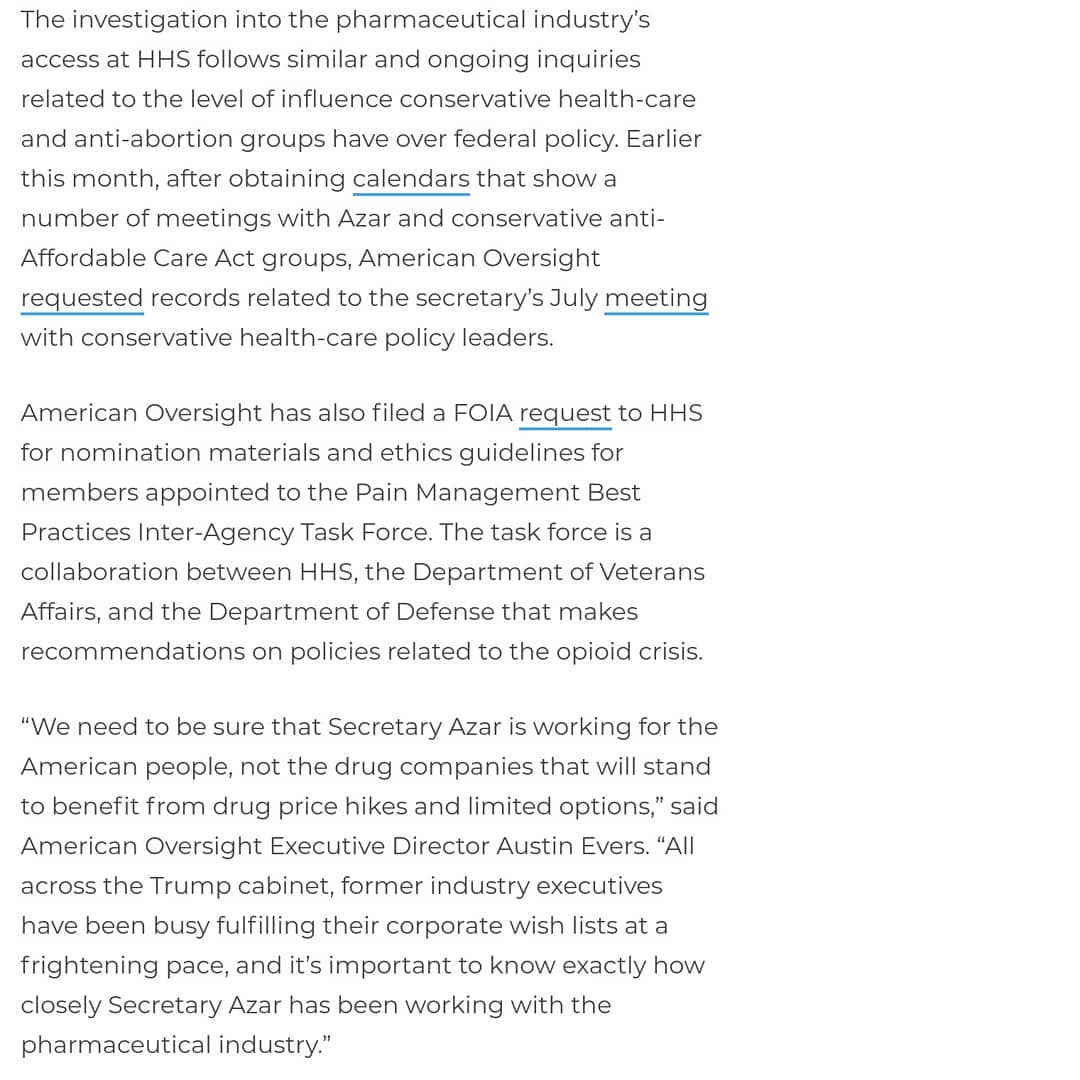 The investigation into the pharmaceutical industry’s
access at HHS follows similar and ongoing inquiries
related to the level of influence conservative health-care
and anti-abortion groups have over federal policy. Earlier
this month, after obtaining calendars that show a
number of meetings with Azar and conservative anti-
Affordable Care Act groups, American Oversight
requested records related to the secretary’s July meeting
with conservative health-care policy leaders.
American Oversight has also filed a FOIA request to HHS
for nomination materials and ethics guidelines for
members appointed to the Pain Management Best
Practices Inter-Agency Task Force. The task force is a
collaboration between HHS, the Department of Veterans
Affairs, and the Department of Defense that makes
recommendations on policies related to the opioid crisis.
“We need to be sure that Secretary Azar is working for the
American people, not the drug companies that will stand
to benefit from drug price hikes and limited options,” said
American Oversight Executive Director Austin Evers. “All
across the Trump cabinet, former industry executives
have been busy fulfilling their corporate wish lists at a
frightening pace, and it’s important to know exactly how
closely Secretary Azar has been working with the
pharmaceutical industry.”